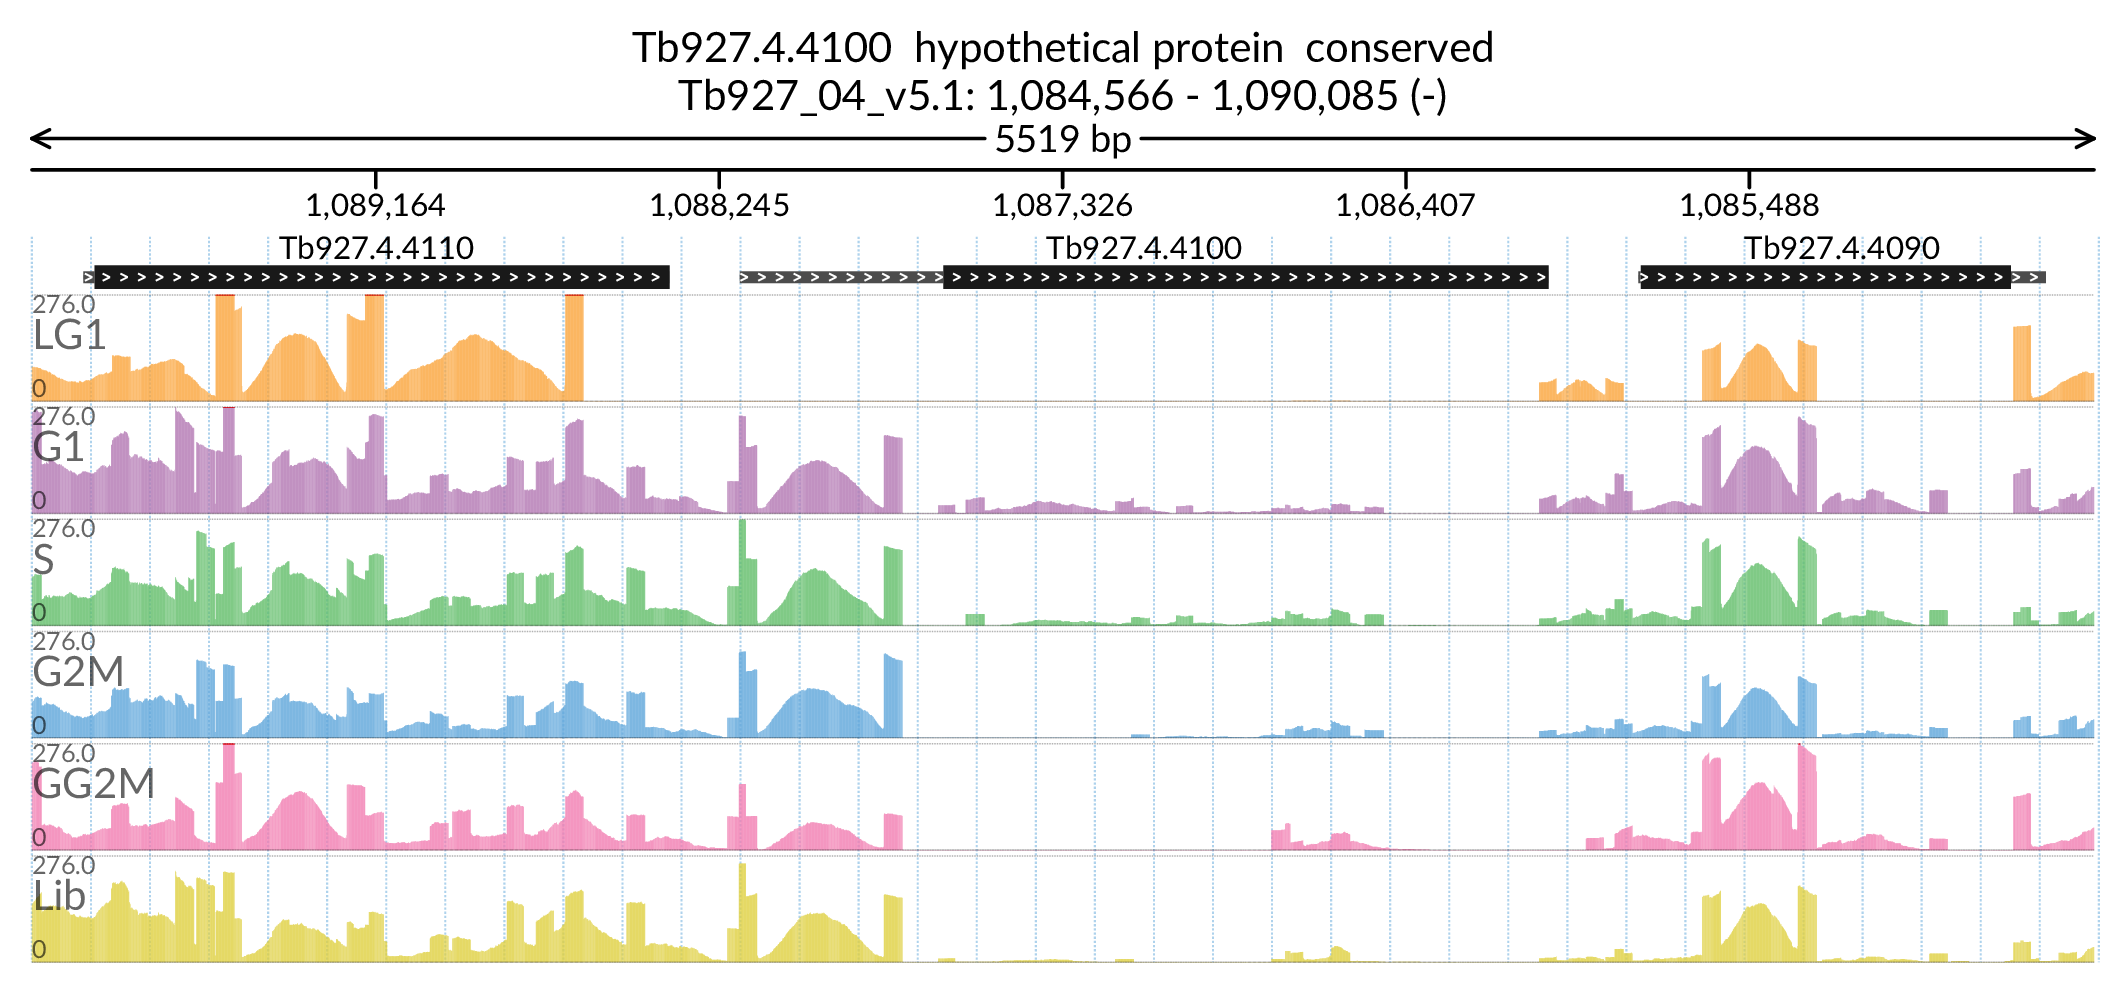 Tb927.4.4100  hypothetical protein  conserved
Tb927_04_v5.1: 1,084,566 - 1,090,085 (-)
5519 bp
1,089,164 1,088,245 1,087,326 1,086,407 1,085,488
Tb927.4.4110 Tb927.4.4100 Tb927.4.4090
276.0
LG1
0
276.0
G1
0
276.0
S
0
276.0
G2M
0
276.0
GG2M
0
276.0
Lib
0